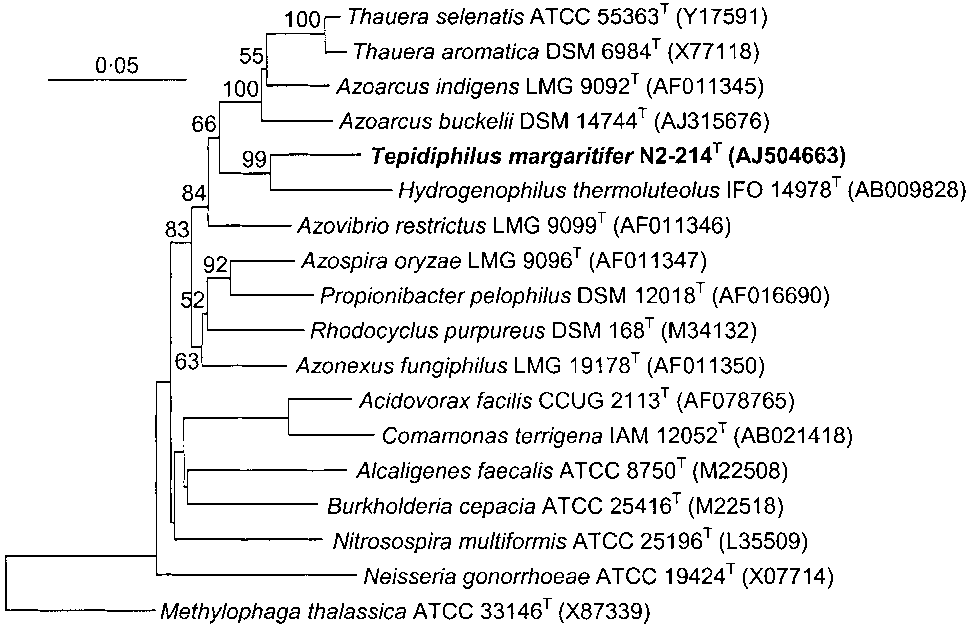 100 Thauera selenatis ATCC 55363ᵀ (Y17591)
Thauera aromatica DSM 6984ᵀ (X77118)
0·05
55
Azoarcus indigens LMG 9092ᵀ (AF011345)
100
Azoarcus buckelii DSM 14744ᵀ (AJ315676)
66
99 Tepidiphilus margaritifer N2-214ᵀ (AJ504663)
Hydrogenophilus thermoluteolus IFO 14978ᵀ (AB009828)
84
Azovibrio restrictus LMG 9099ᵀ (AF011346)
83
92 Azospira oryzae LMG 9096ᵀ (AF011347)
Propionibacter pelophilus DSM 12018ᵀ (AF016690)
52
Rhodocyclus purpureus DSM 168ᵀ (M34132)
63 Azonexus fungiphilus LMG 19178ᵀ (AF011350)
Acidovorax facilis CCUG 2113ᵀ (AF078765)
Comamonas terrigena IAM 12052ᵀ (AB021418)
Alcaligenes faecalis ATCC 8750ᵀ (M22508)
Burkholderia cepacia ATCC 25416ᵀ (M22518)
Nitrosospira multiformis ATCC 25196ᵀ (L35509)
Neisseria gonorrhoeae ATCC 19424ᵀ (X07714)
Methylophaga thalassica ATCC 33146ᵀ (X87339)